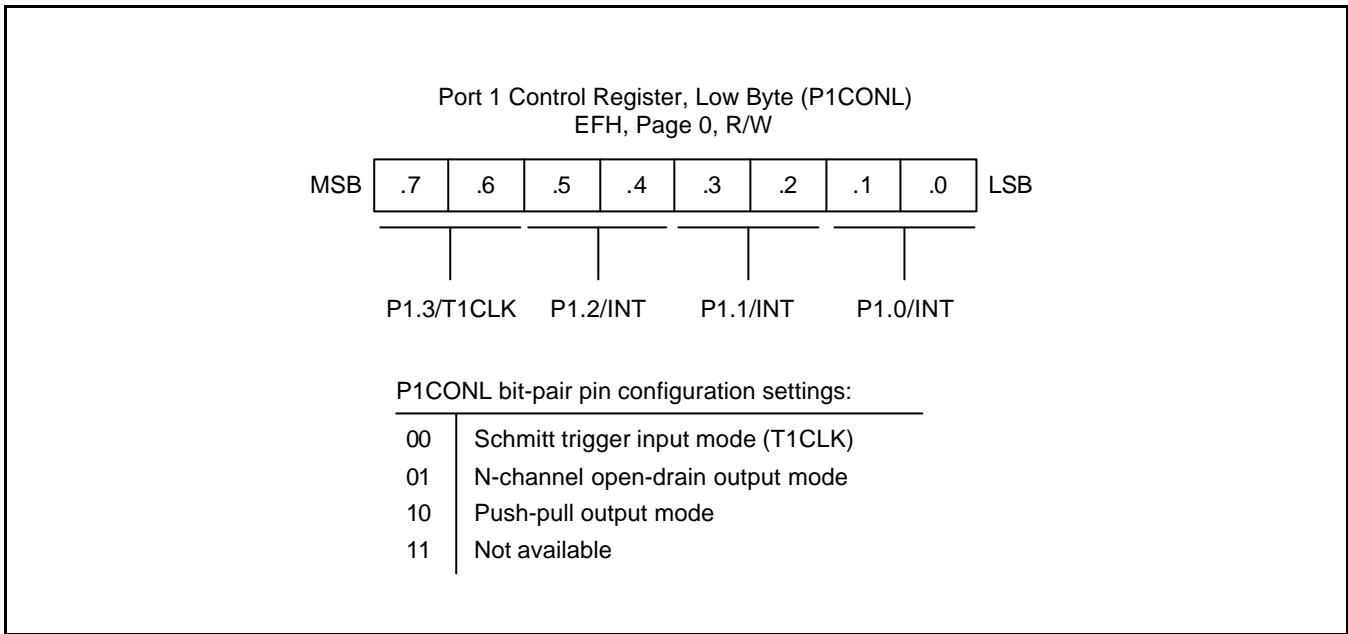 Port 1 Control Register, Low Byte (P1CONL)
EFH, Page 0, R/W
MSB .7 .6 .5 .4 .3 .2 .1 .0 LSB
P1.3/T1CLK P1.2/INT P1.1/INT P1.0/INT
P1CONL bit-pair pin configuration settings:
00 Schmitt trigger input mode (T1CLK)
01 N-channel open-drain output mode
10 Push-pull output mode
11 Not available